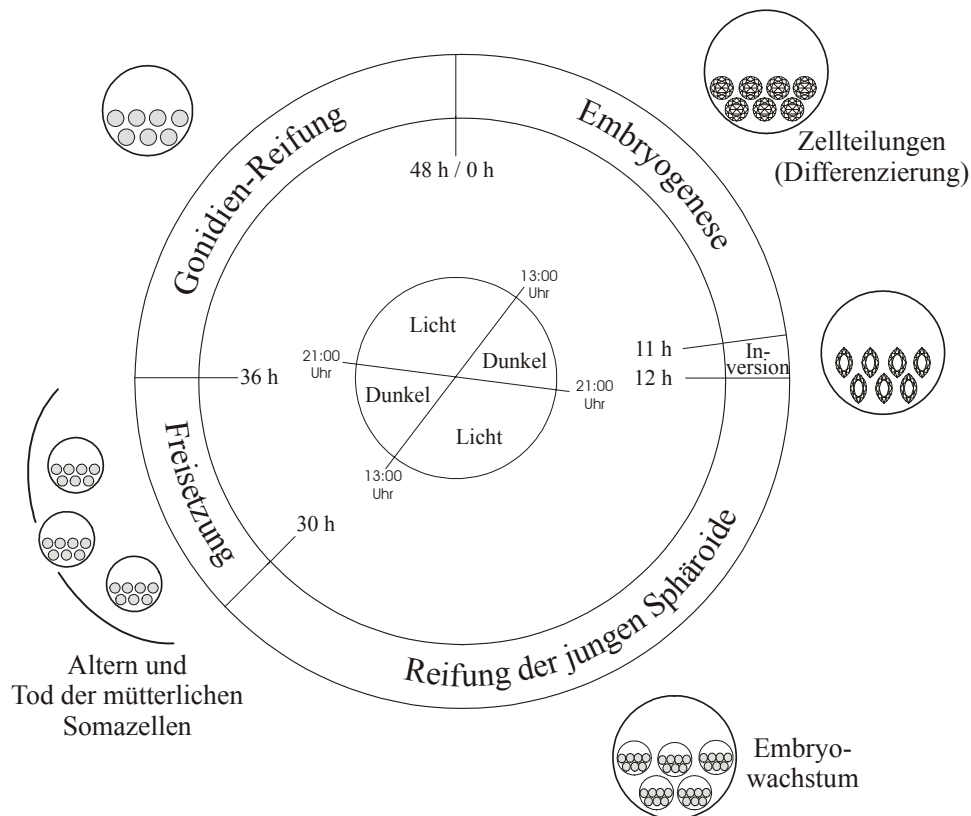 Gonidien-Reifung
Embryogenese
Zellteilungen
(Differenzierung)
48 h / 0 h
13:00
Uhr
Licht
Dunkel
21:00
Uhr
Dunkel
Licht
21:00
Uhr
13:00
Uhr
11 h
12 h
In-
version
36 h
Freisetzung
30 h
Reifung der jungen Sphäroide
Altern und
Tod der mütterlichen
Somazellen
Embryo-
wachstum